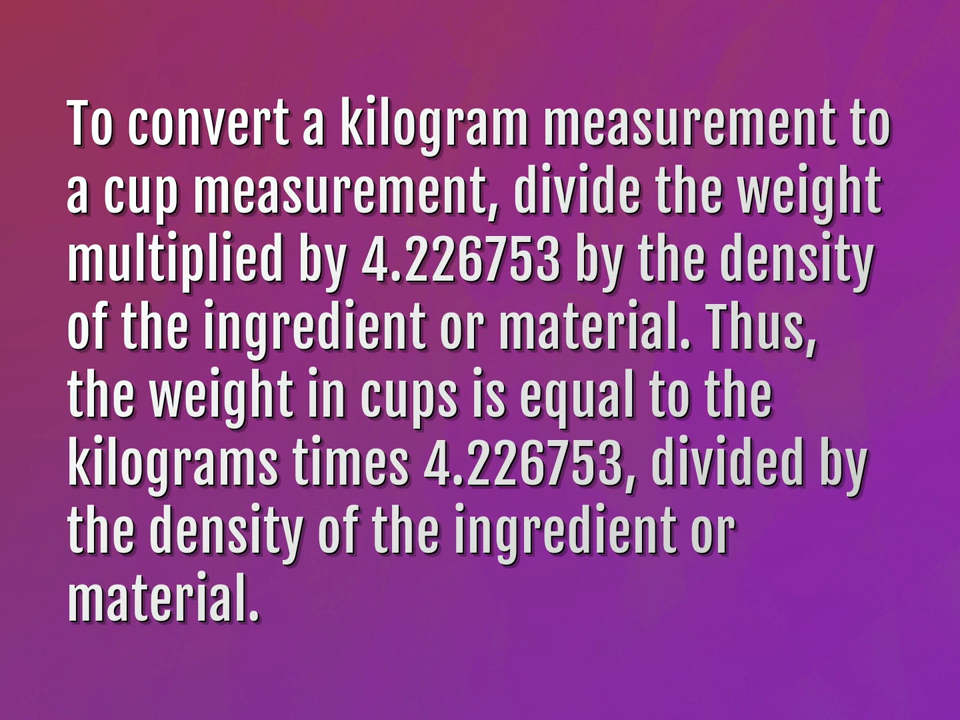 To convert a kilogram measurement to
a cup measurement, divide the weight
multiplied by 4.226753 by the density
of the ingredient or material. Thus,
the weight in cups is equal to the
kilograms times 4.226753, divided by
the density of the ingredient or
material.